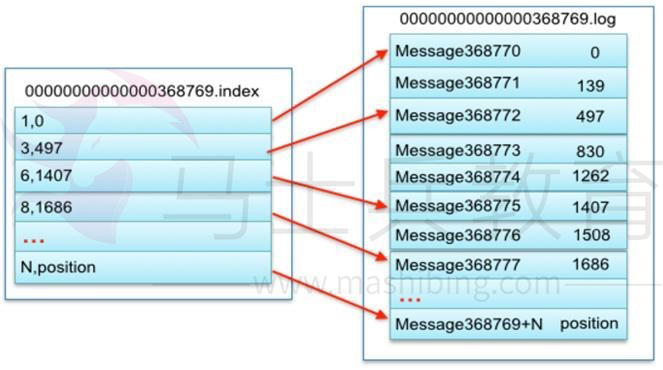 00000000000000368769.index
1,0
3,497
6,1407
8,1686
...
N,position
00000000000000368769.log
Message368770 0
Message368771 139
Message368772 497
Message368773 830
Message368774 1262
Message368775 1407
Message368776 1508
Message368777 1686
...
Message368769+N position
马士兵教育
www.mashibing.com